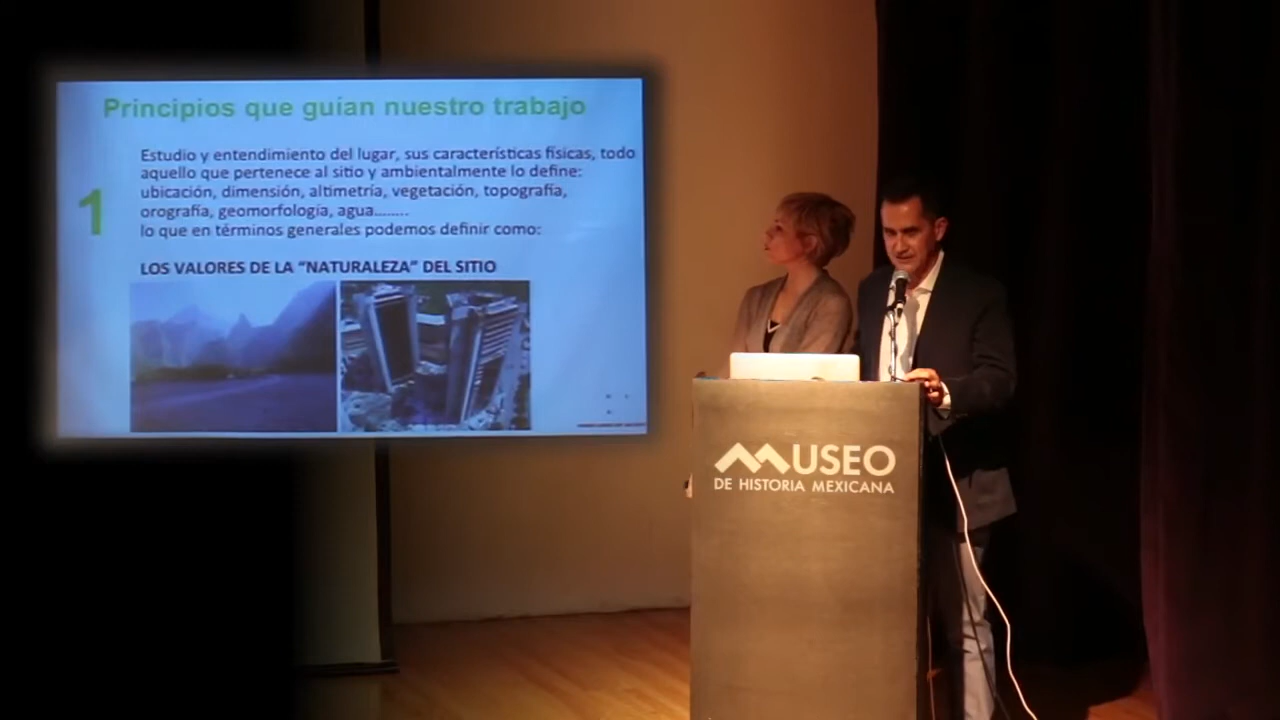 Principios que guían nuestro trabajo
1
Estudio y entendimiento del lugar, sus características físicas, todo
aquello que pertenece al sitio y ambientalmente lo define:
ubicación, dimensión, altimetría, vegetación, topografía,
orografía, geomorfología, agua........
lo que en términos generales podemos definir como:
LOS VALORES DE LA “NATURALEZA” DEL SITIO
MUSEO
DE HISTORIA MEXICANA